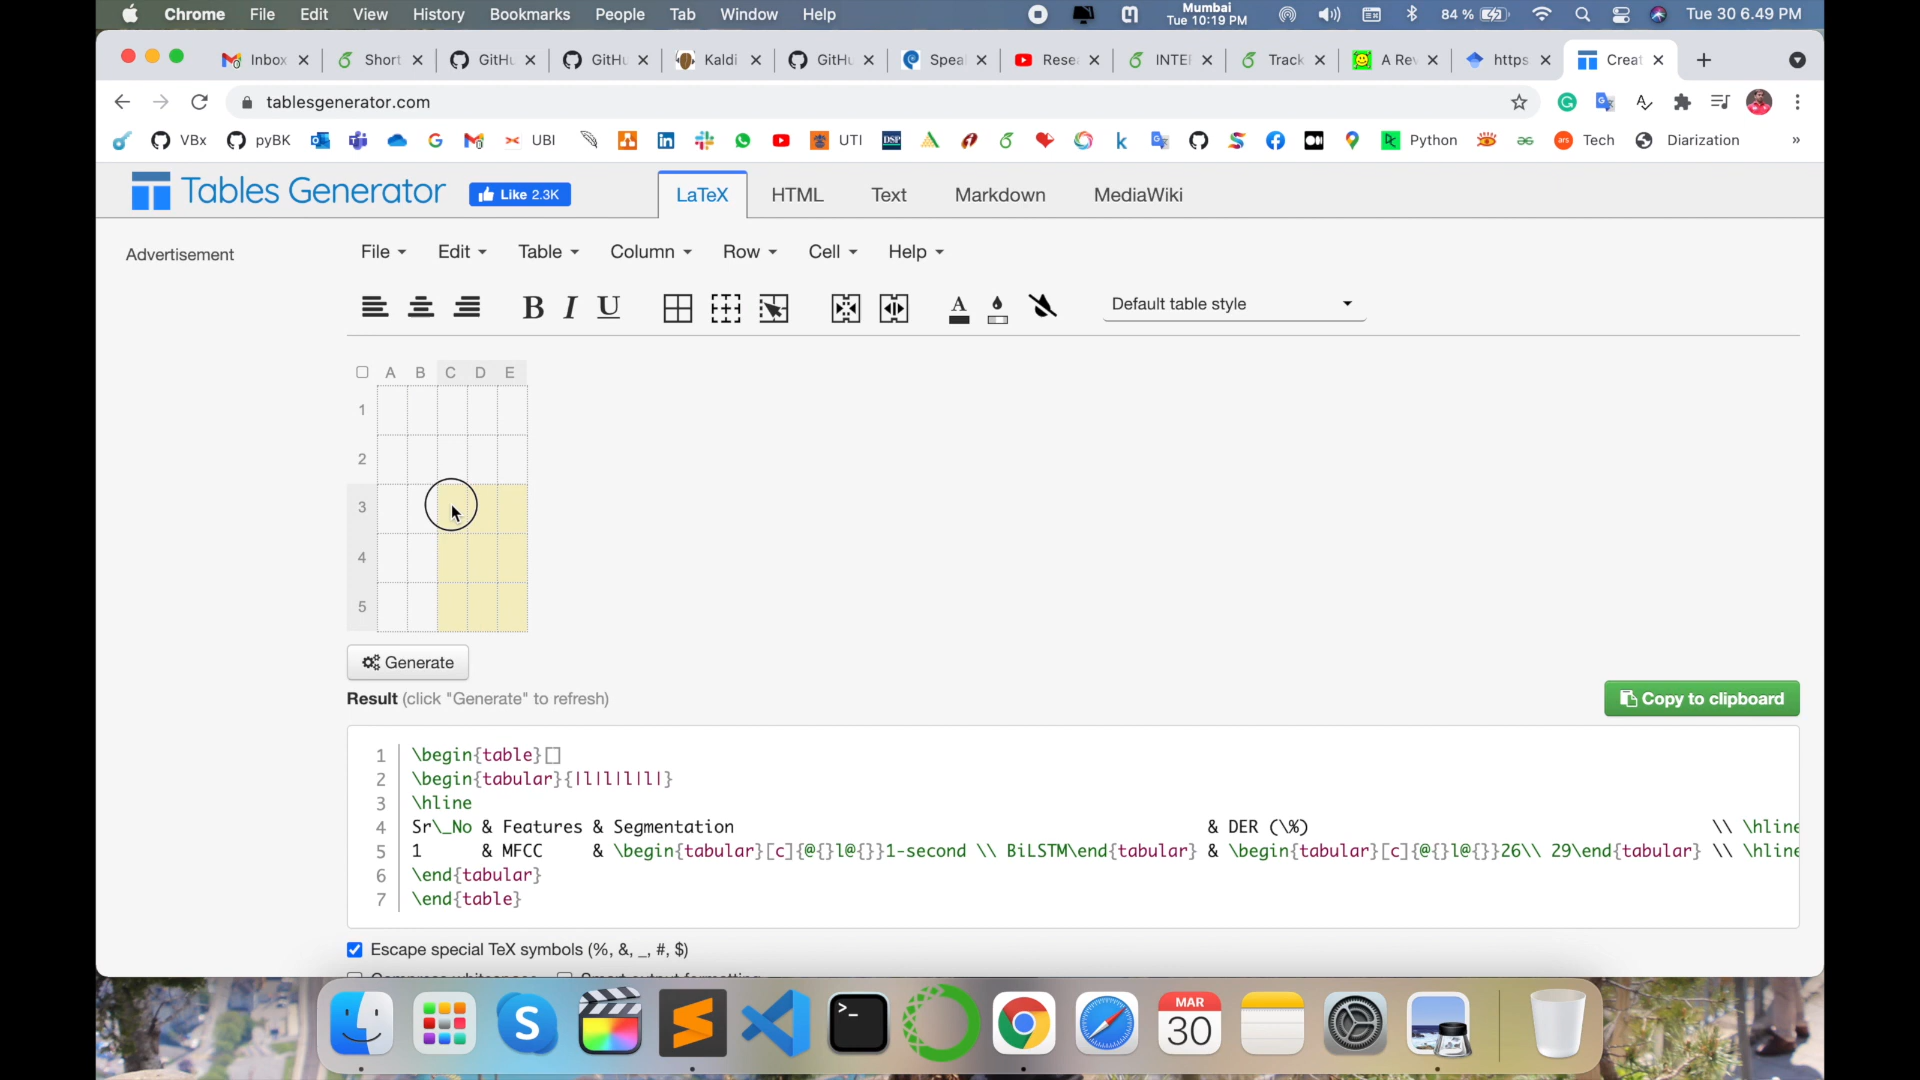 Chrome File Edit View History Bookmarks People Tab Window Help Mumbai Tue 10:19 PM 84 % Tue 30 6.49 PM
Inbox Short GitHu GitHu Kaldi GitHu Speal Rese INTE Track A Rev https Creat
tablesgenerator.com
VBx pyBK UBI UTI DSP Python Tech Diarization »
Tables Generator Like 2.3K LaTeX HTML Text Markdown MediaWiki
Advertisement
File Edit Table Column Row Cell Help
B I U A Default table style
A B C D E
1
2
3
4
5
Generate
Result (click "Generate" to refresh)
Copy to clipboard
1 \begin{table}[]
2 \begin{tabular}{|l|l|l|l|}
3 \hline
4 Sr\_No & Features & Segmentation & DER (\%) \\ \hline
5 1 & MFCC & \begin{tabular}[c]{@{}l@{}}1-second \\ BiLSTM\end{tabular} & \begin{tabular}[c]{@{}l@{}}26\\ 29\end{tabular} \\ \hline
6 \end{tabular}
7 \end{table}
Escape special TeX symbols (%, &, _, #, $)
MAR
30